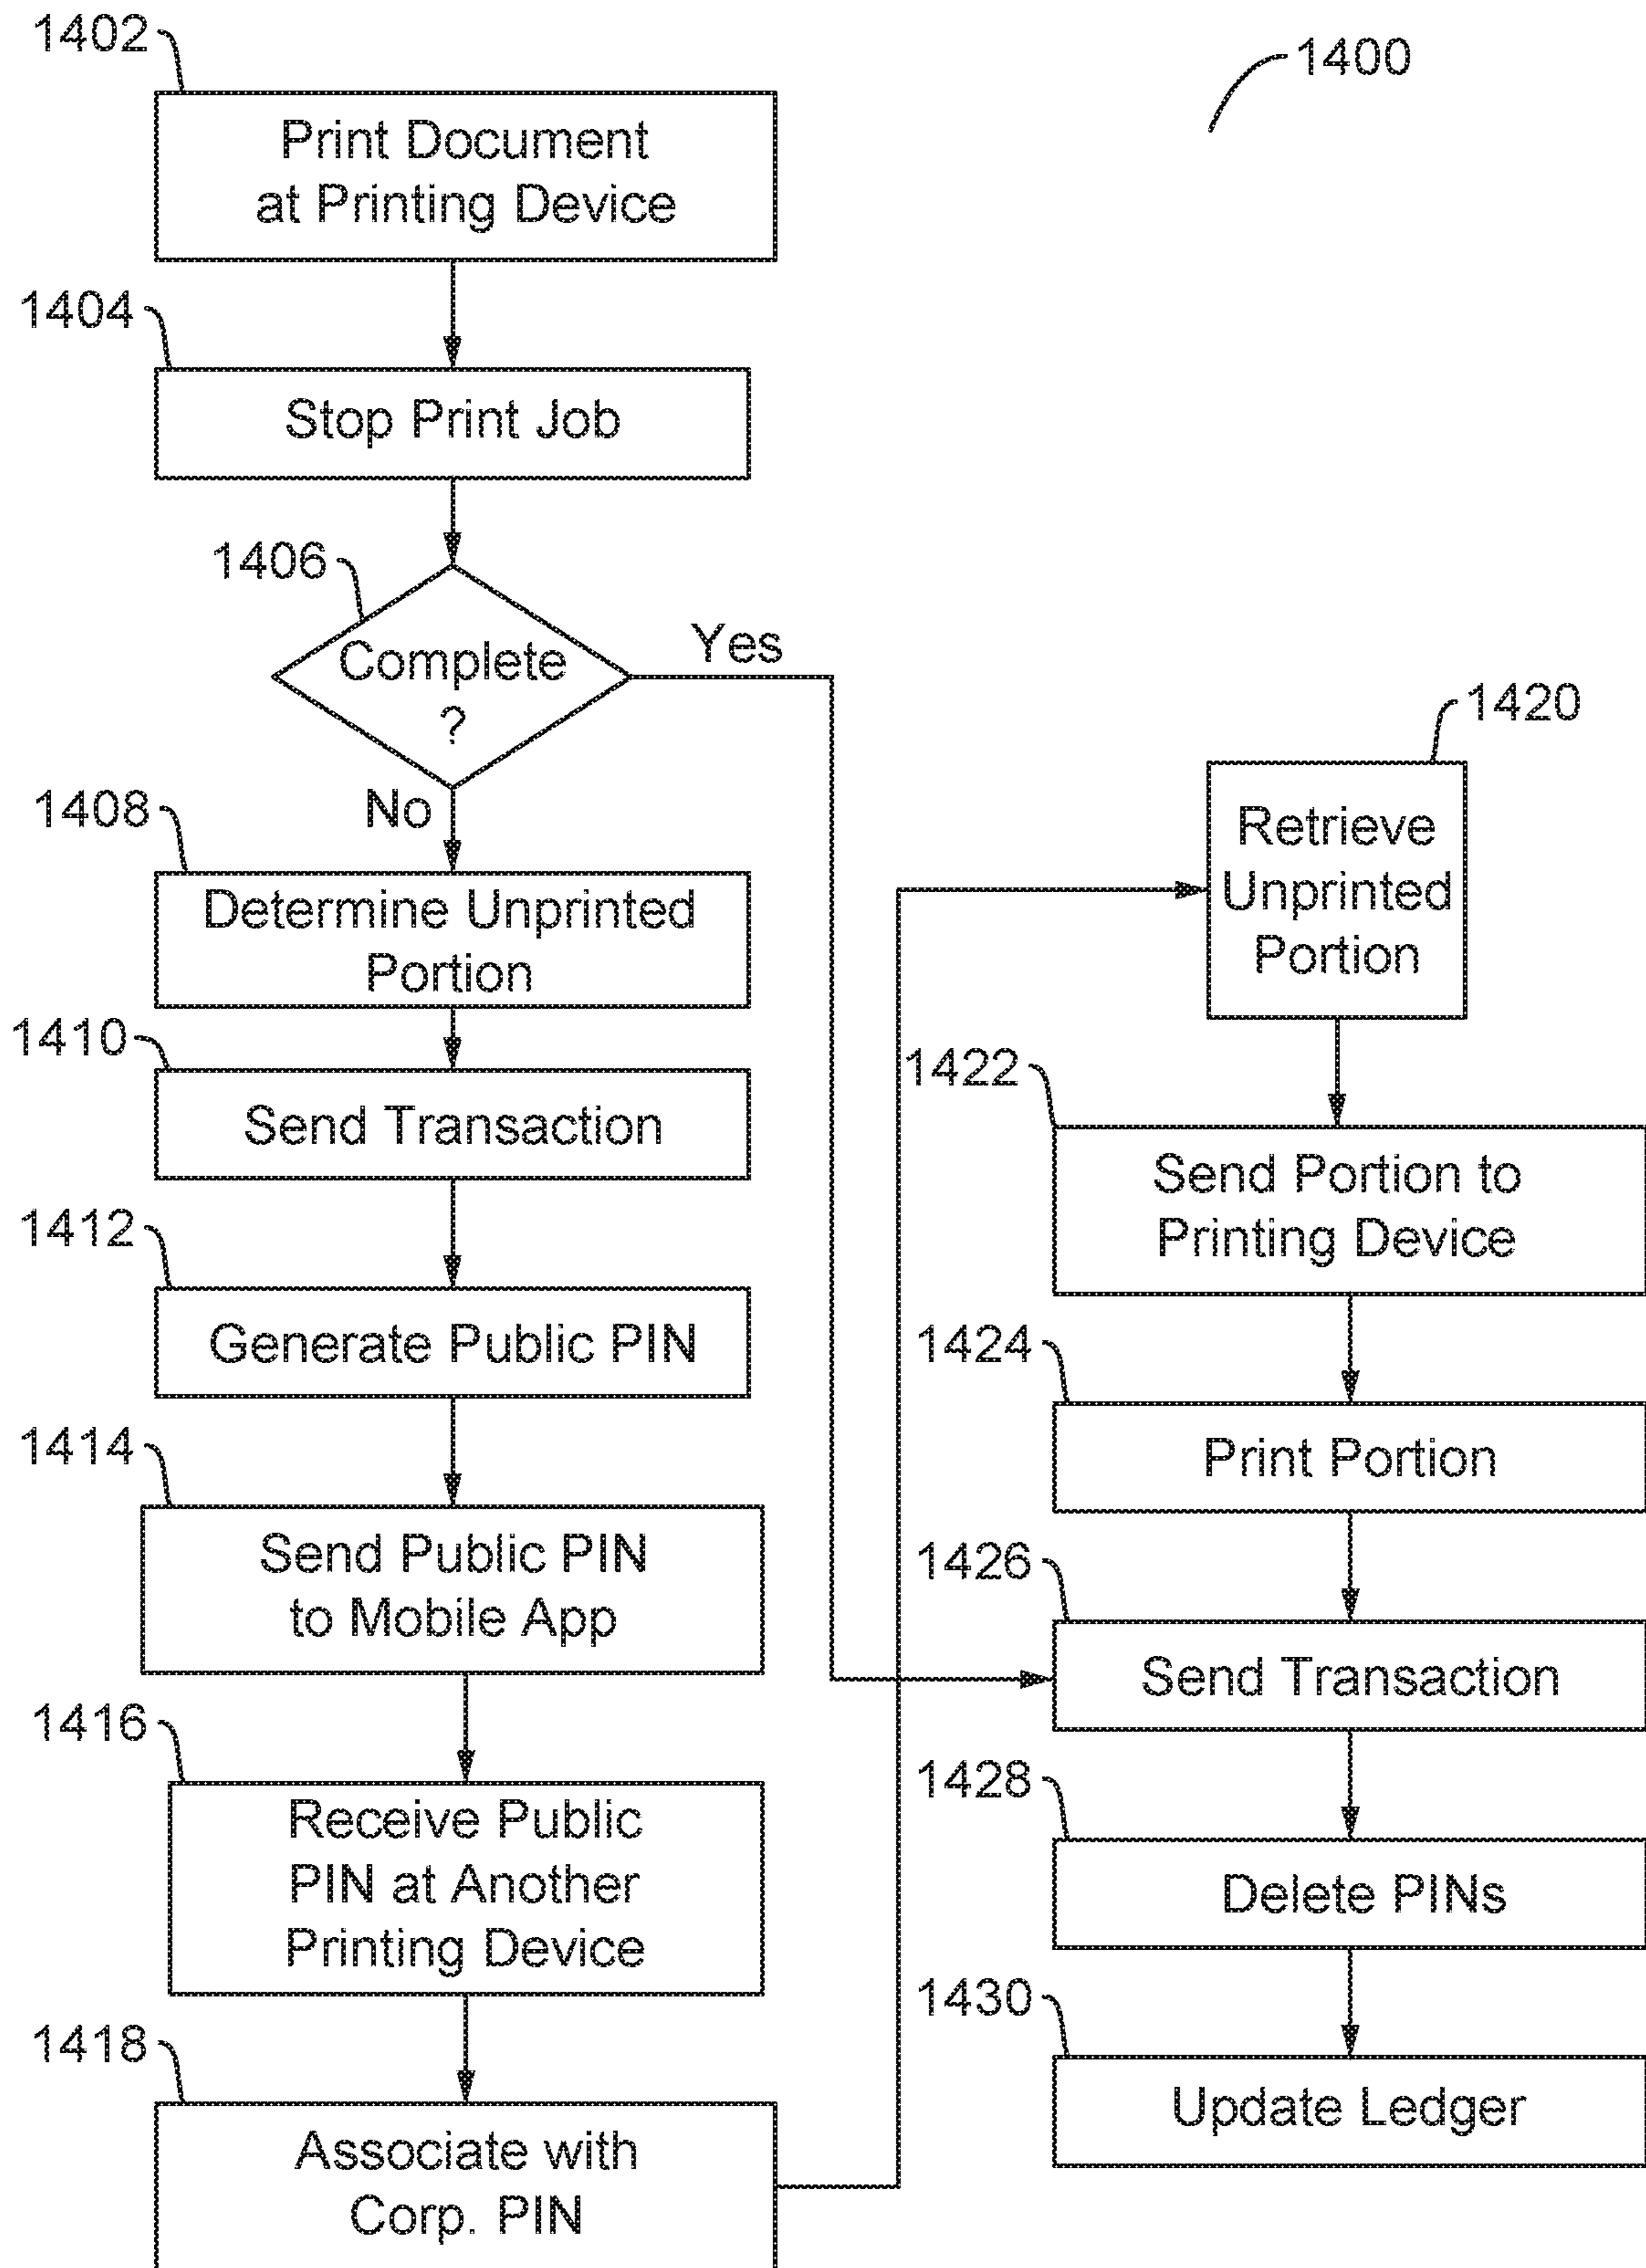 1400
1402
Print Document
at Printing Device
1404
Stop Print Job
1406
Complete
?
Yes
No
1408
Determine Unprinted
Portion
1410
Send Transaction
1412
Generate Public PIN
1414
Send Public PIN
to Mobile App
1416
Receive Public
PIN at Another
Printing Device
1418
Associate with
Corp. PIN
1420
Retrieve
Unprinted
Portion
1422
Send Portion to
Printing Device
1424
Print Portion
1426
Send Transaction
1428
Delete PINs
1430
Update Ledger